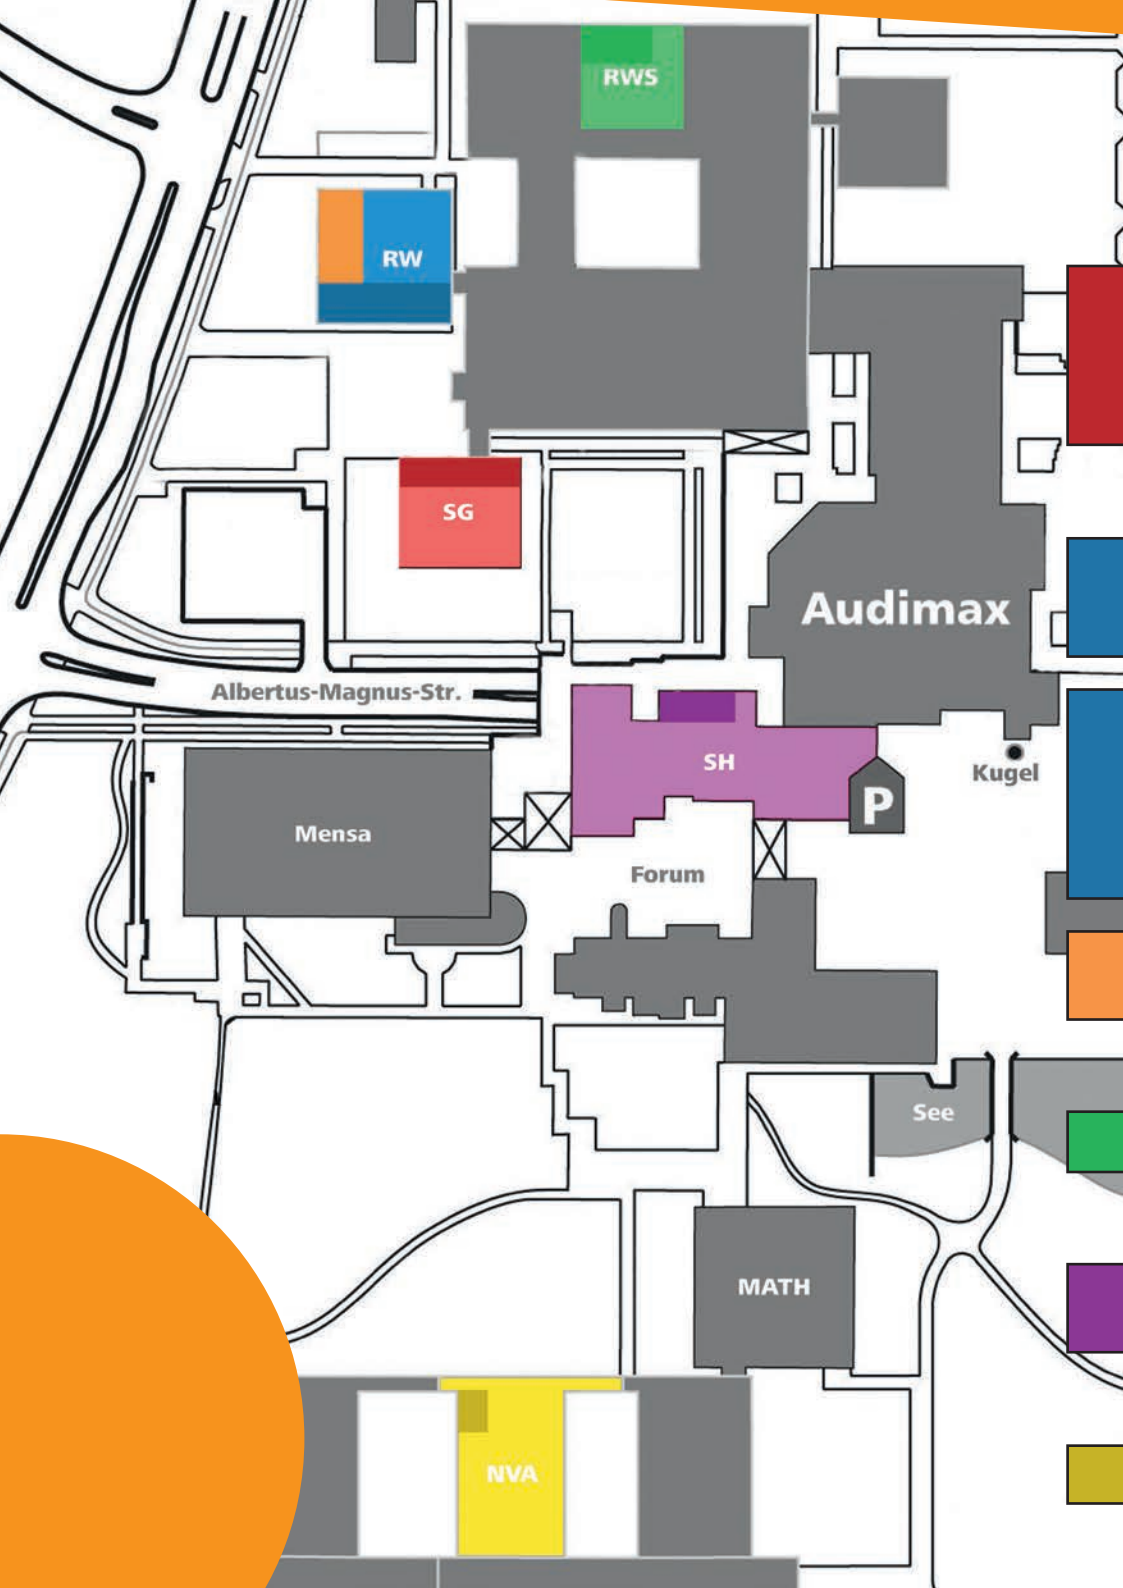 RWS
RW
SG
Audimax
Albertus-Magnus-Str.
SH
Kugel
P
Mensa
Forum
See
MATH
NVA